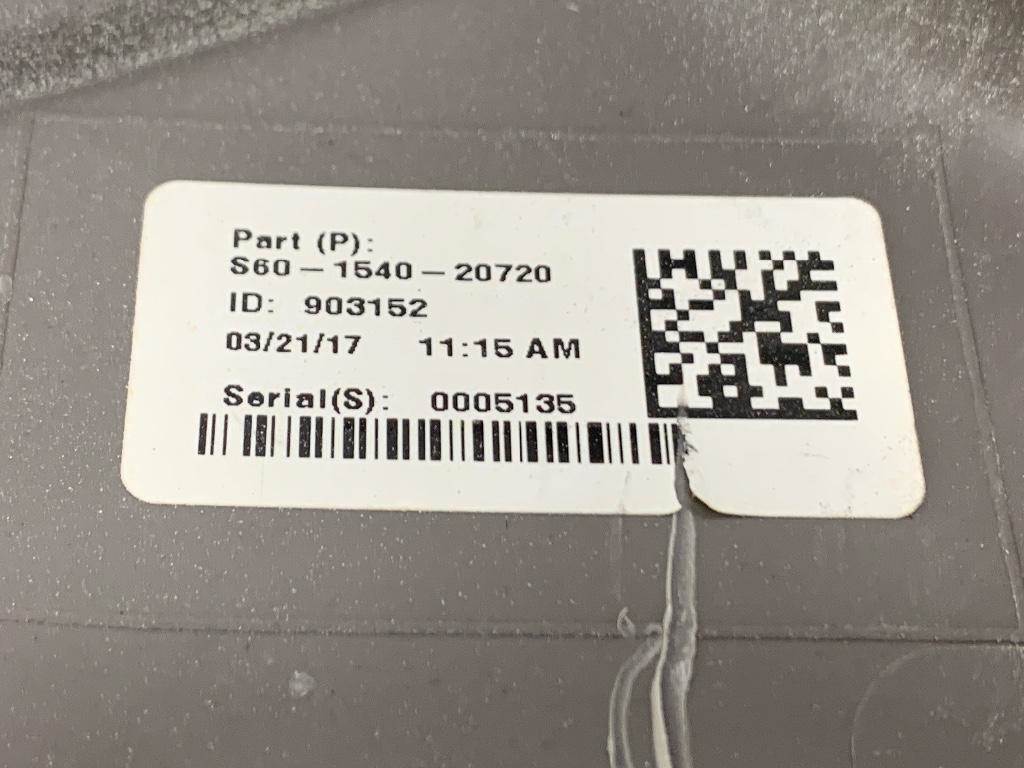 Part (P):
S60-1540-20720
ID: 903152
03/21/17 11:15 AM
Serial(S): 0005135